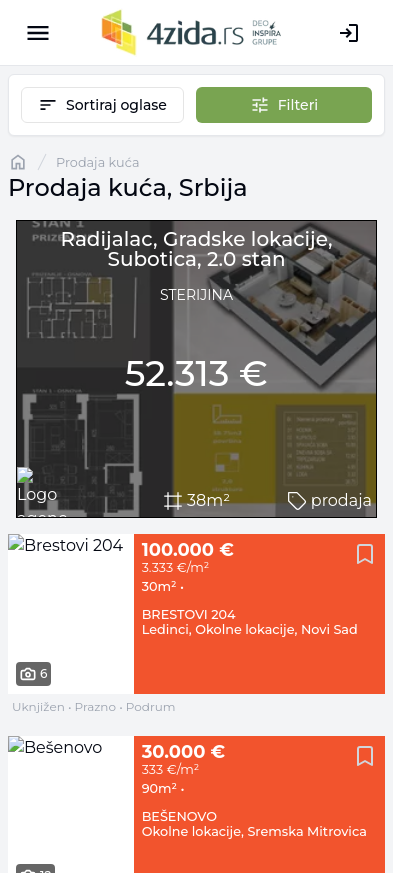 4zida.rs
DEO
INSPIRA
GRUPE
Sortiraj oglase
Filteri
/ Prodaja kuća
Prodaja kuća, Srbija
STAN 1
Radijalac, Gradske lokacije,
Subotica, 2.0 stan
STERIJINA
52.313 €
Logo
38m²
prodaja
Brestovi 204
100.000 €
3.333 €/m²
30m² •
BRESTOVI 204
Ledinci, Okolne lokacije, Novi Sad
6
Uknjižen • Prazno • Podrum
Bešenovo
30.000 €
333 €/m²
90m² •
BEŠENOVO
Okolne lokacije, Sremska Mitrovica